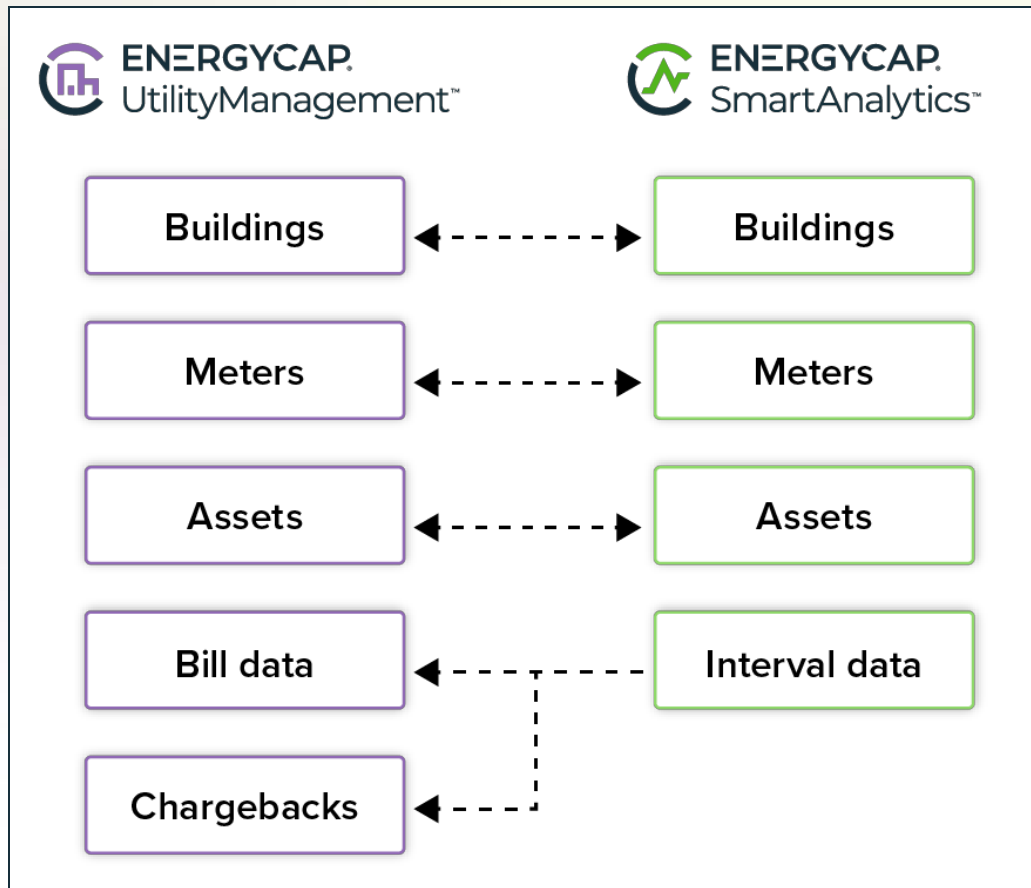 ENERGYCAP®
UtilityManagement™
ENERGYCAP®
SmartAnalytics™
Buildings
Buildings
Meters
Meters
Assets
Assets
Bill data
Interval data
Chargebacks